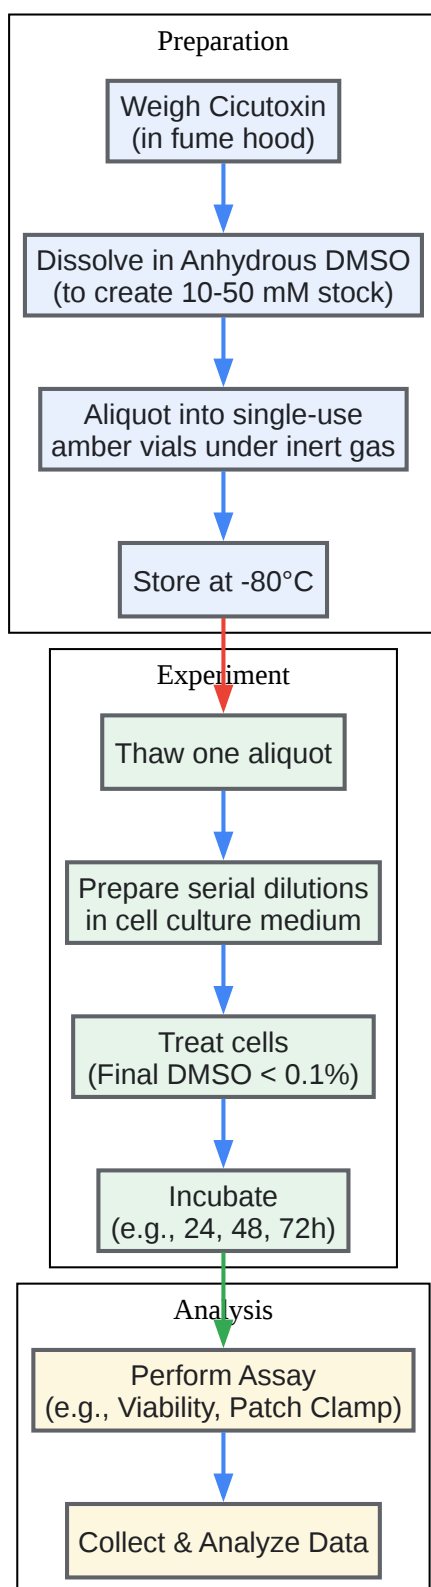 Preparation
Weigh Cicutoxin
(in fume hood)
Dissolve in Anhydrous DMSO
(to create 10-50 mM stock)
Aliquot into single-use
amber vials under inert gas
Store at -80°C
Experiment
Thaw one aliquot
Prepare serial dilutions
in cell culture medium
Treat cells
(Final DMSO < 0.1%)
Incubate
(e.g., 24, 48, 72h)
Analysis
Perform Assay
(e.g., Viability, Patch Clamp)
Collect & Analyze Data